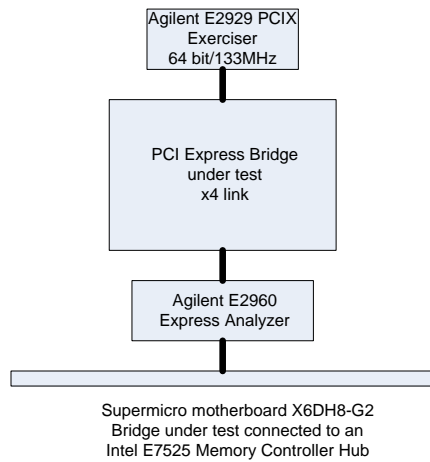 Agilent E2929 PCIX
Exerciser
64 bit/133MHz
PCI Express Bridge
under test
x4 link
Agilent E2960
Express Analyzer
Supermicro motherboard X6DH8-G2
Bridge under test connected to an
Intel E7525 Memory Controller Hub